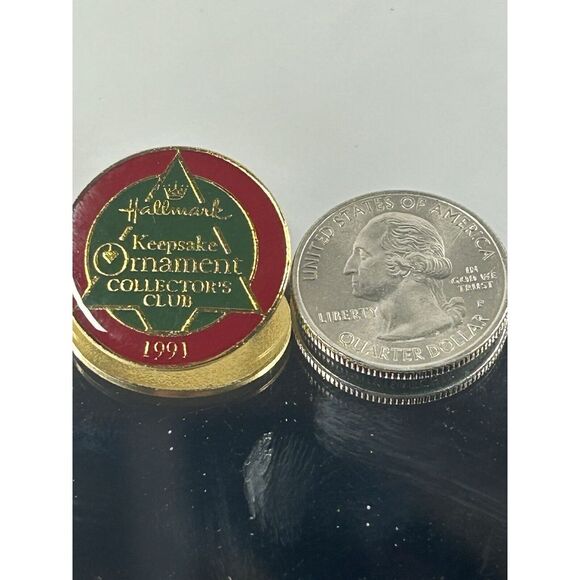 Hallmark
Keepsake
Ornament
COLLECTOR'S
CLUB
1991
UNITED STATES OF AMERICA
LIBERTY
IN
GOD WE
TRUST
P
QUARTER DOLLAR